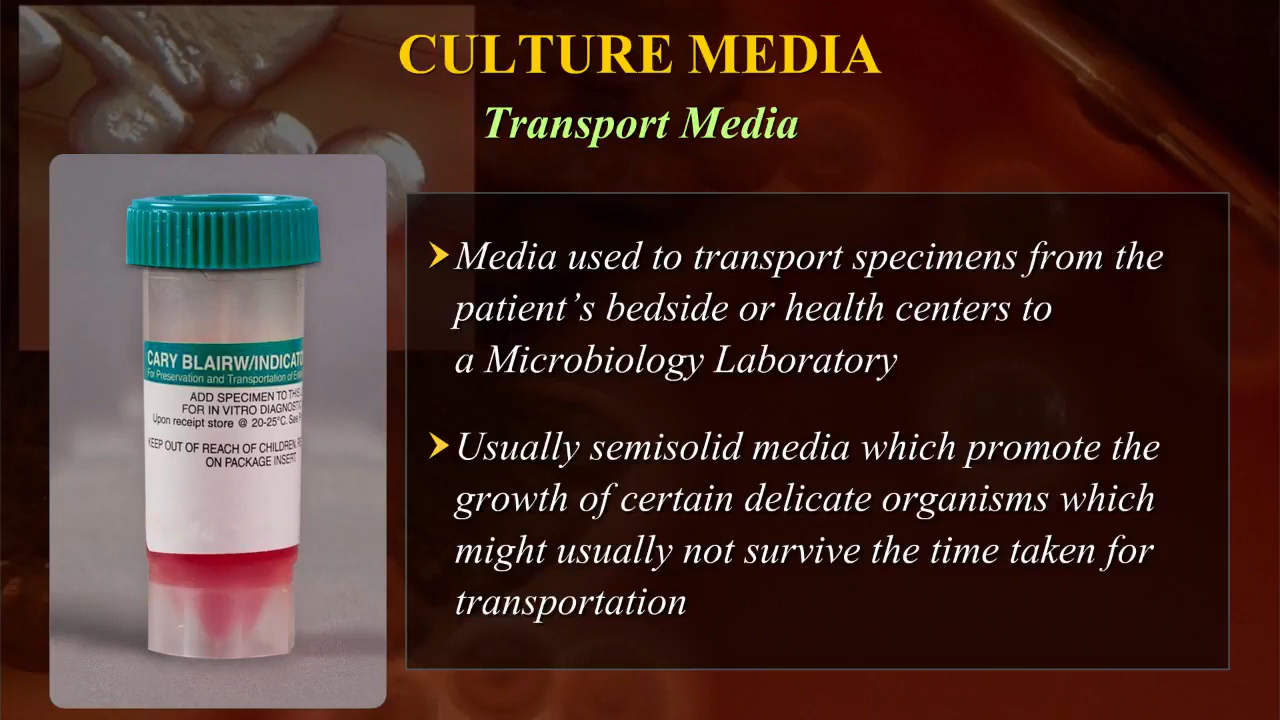 CULTURE MEDIA
Transport Media
Media used to transport specimens from the
patient’s bedside or health centers to
a Microbiology Laboratory
Usually semisolid media which promote the
growth of certain delicate organisms which
might usually not survive the time taken for
transportation
CARY BLAIRW/INDICATO
For Preservation and Transportation of
ADD SPECIMEN TO THIS
FOR IN VITRO DIAGNOST
Upon receipt store @ 20-25°C. See
KEEP OUT OF REACH OF CHILDREN.
ON PACKAGE INSERT